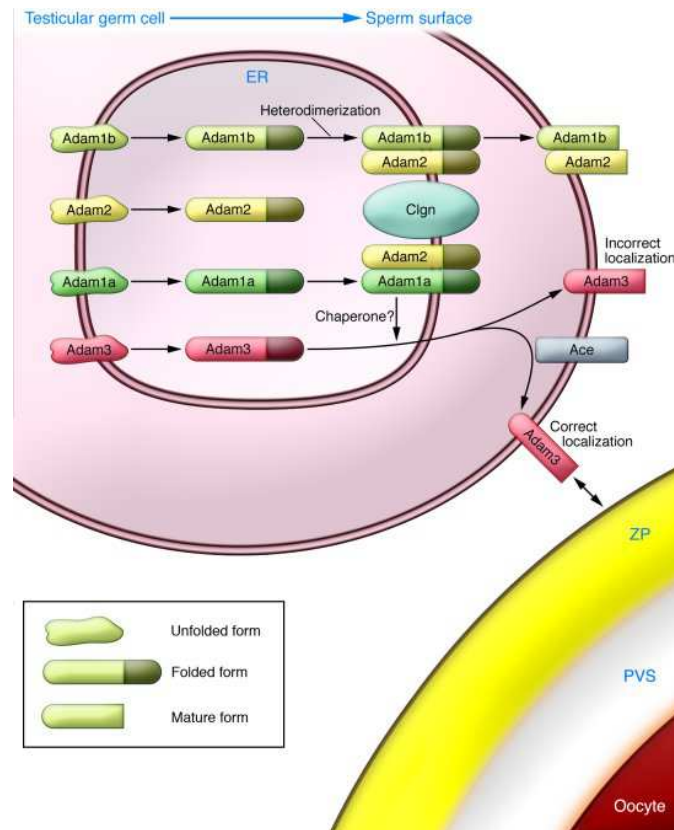 Testicular germ cell
Sperm surface
ER
Heterodimerization
Adam1b
Adam1b
Adam1b
Adam2
Adam1b
Adam2
Adam2
Adam2
Clgn
Adam2
Adam1a
Adam1a
Adam1a
Incorrect
localization
Adam3
Chaperone?
Adam3
Adam3
Ace
Correct
localization
Adam3
ZP
PVS
Oocyte
Unfolded form
Folded form
Mature form